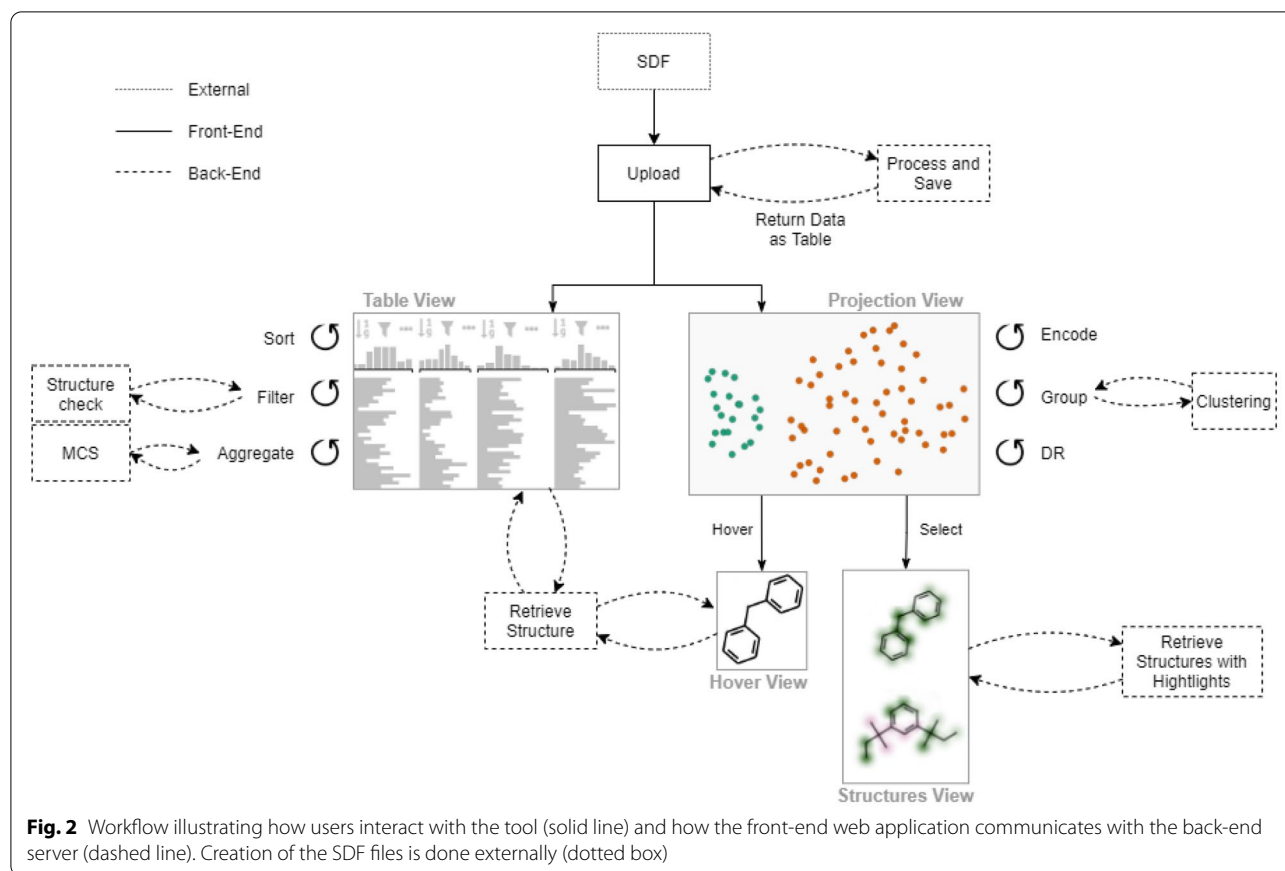 SDF
External
Front-End
Back-End
Upload
Process and
Save
Return Data
as Table
Table View
Projection View
Sort
Filter
Aggregate
Structure
check
MCS
Encode
Group
DR
Clustering
Hover
Select
Retrieve
Structure
Hover View
Retrieve
Structures with
Hightlights
Structures View
Fig. 2 Workflow illustrating how users interact with the tool (solid line) and how the front-end web application communicates with the back-end
server (dashed line). Creation of the SDF files is done externally (dotted box)